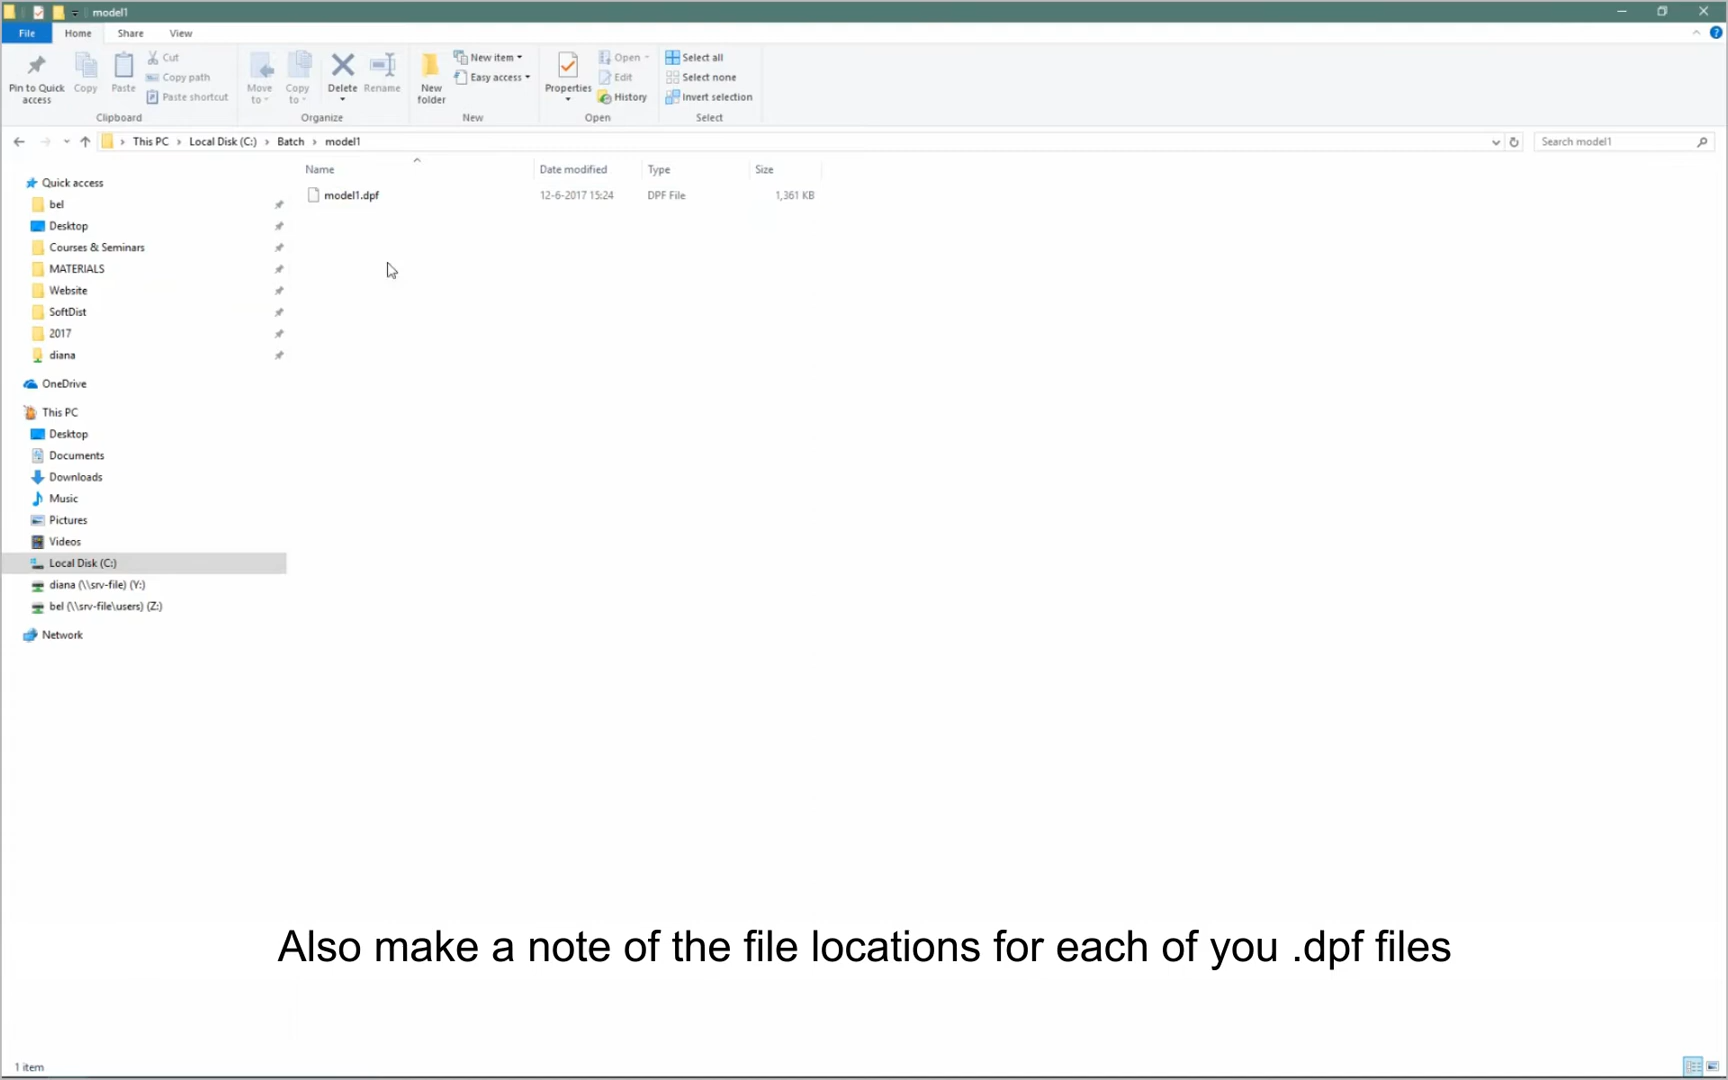 model1
File Home Share View
Pin to Quick access
Copy
Paste
Cut
Copy path
Paste shortcut
Clipboard
Move to
Copy to
Delete
Rename
Organize
New folder
New item
Easy access
New
Properties
Open
Edit
History
Open
Select all
Select none
Invert selection
Select
This PC › Local Disk (C:) › Batch › model1
Search model1
Name Date modified Type Size
model1.dpf 12-6-2017 15:24 DPF File 1,361 KB
Quick access
bel
Desktop
Courses & Seminars
MATERIALS
Website
SoftDist
2017
diana
OneDrive
This PC
Desktop
Documents
Downloads
Music
Pictures
Videos
Local Disk (C:)
diana (\\srv-file) (Y:)
bel (\\srv-file\users) (Z:)
Network
Also make a note of the file locations for each of you .dpf files
1 item